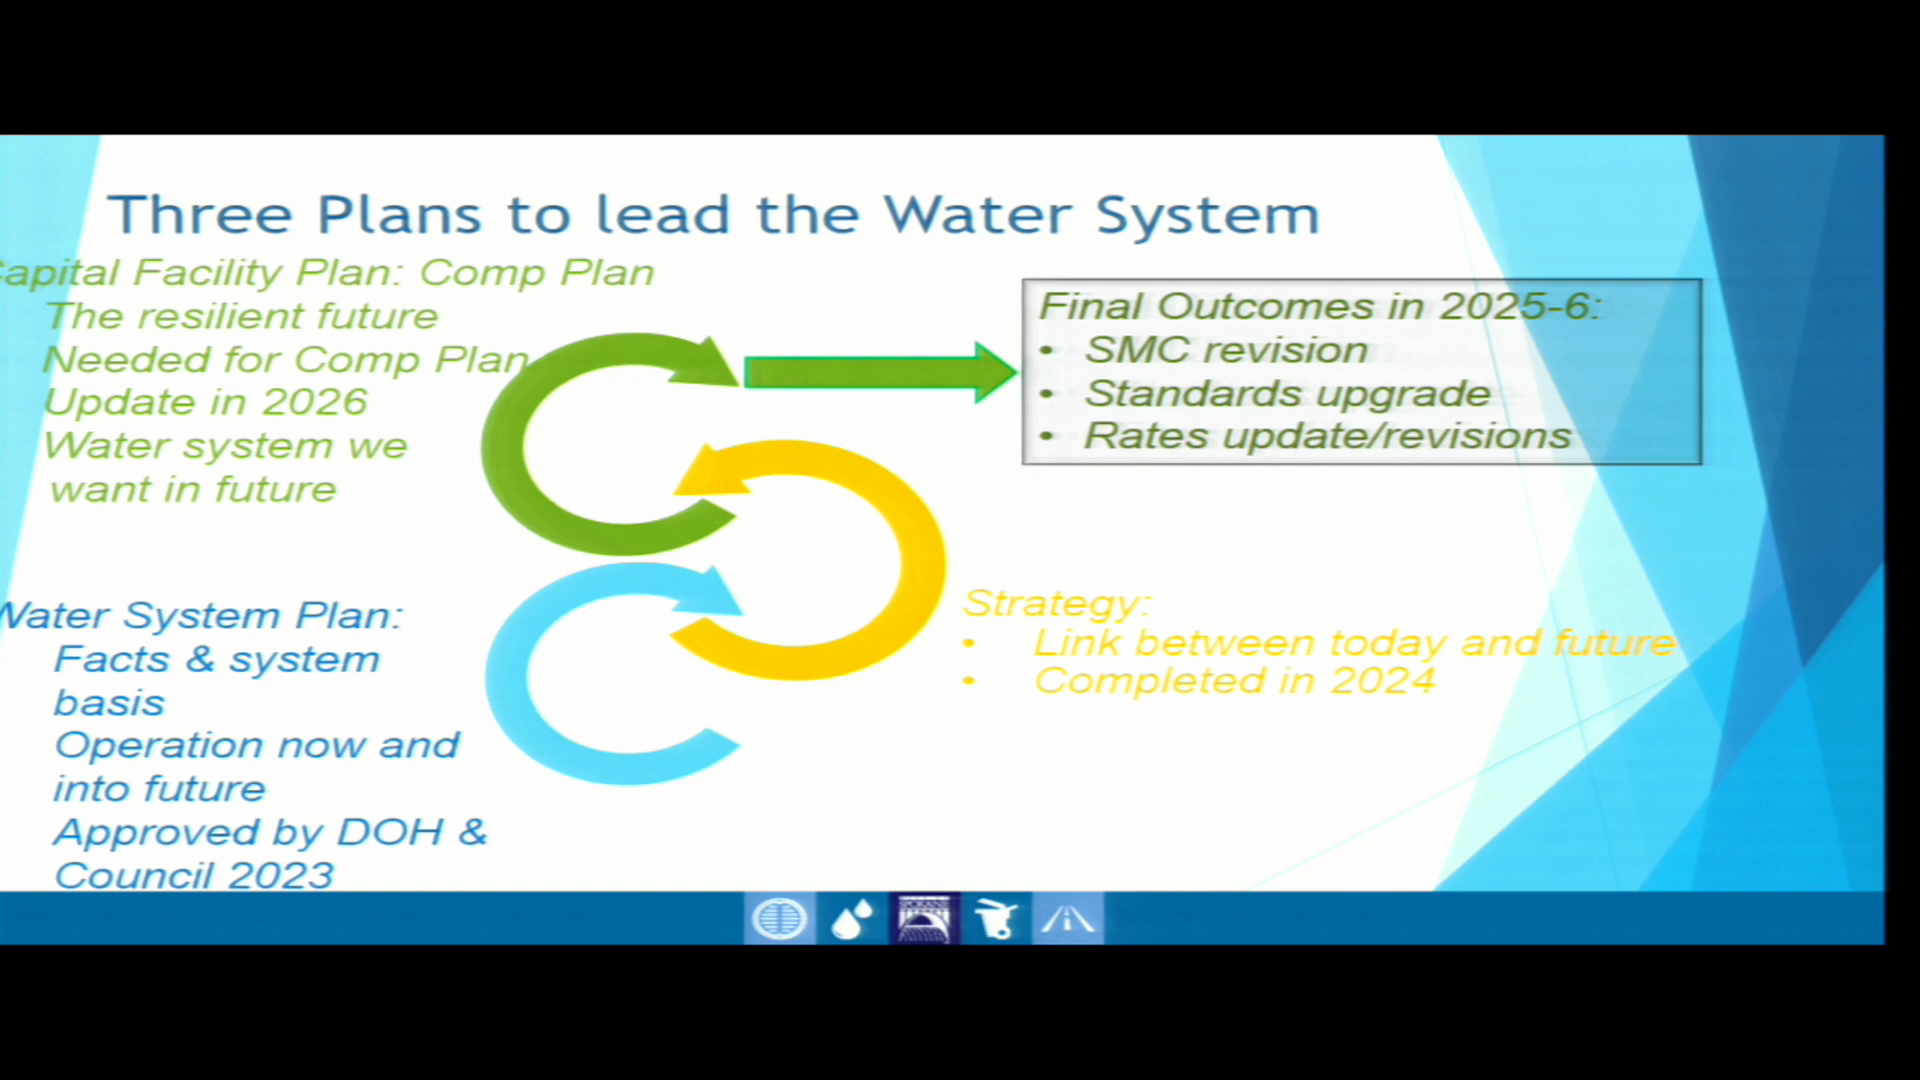 Three Plans to lead the Water System
Capital Facility Plan: Comp Plan
The resilient future
Needed for Comp Plan
Update in 2026
Water system we
want in future
Final Outcomes in 2025-6:
• SMC revision
• Standards upgrade
• Rates update/revisions
Water System Plan:
Facts & system
basis
Operation now and
into future
Approved by DOH &
Council 2023
Strategy:
• Link between today and future
• Completed in 2024
SPOKANE